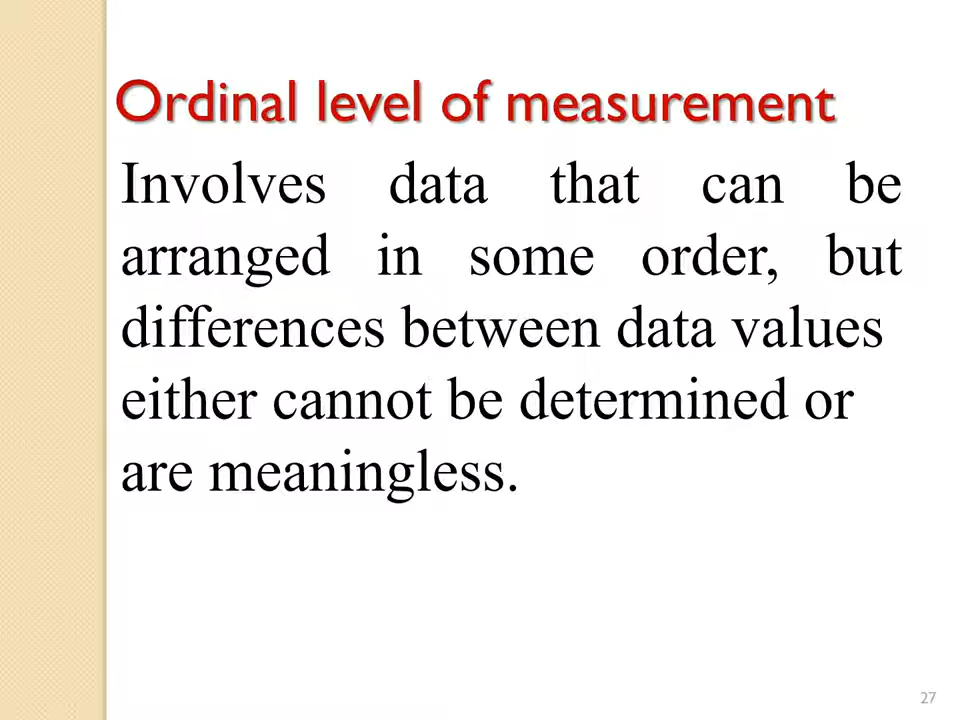 Ordinal level of measurement
Involves data that can be
arranged in some order, but
differences between data values
either cannot be determined or
are meaningless.
27